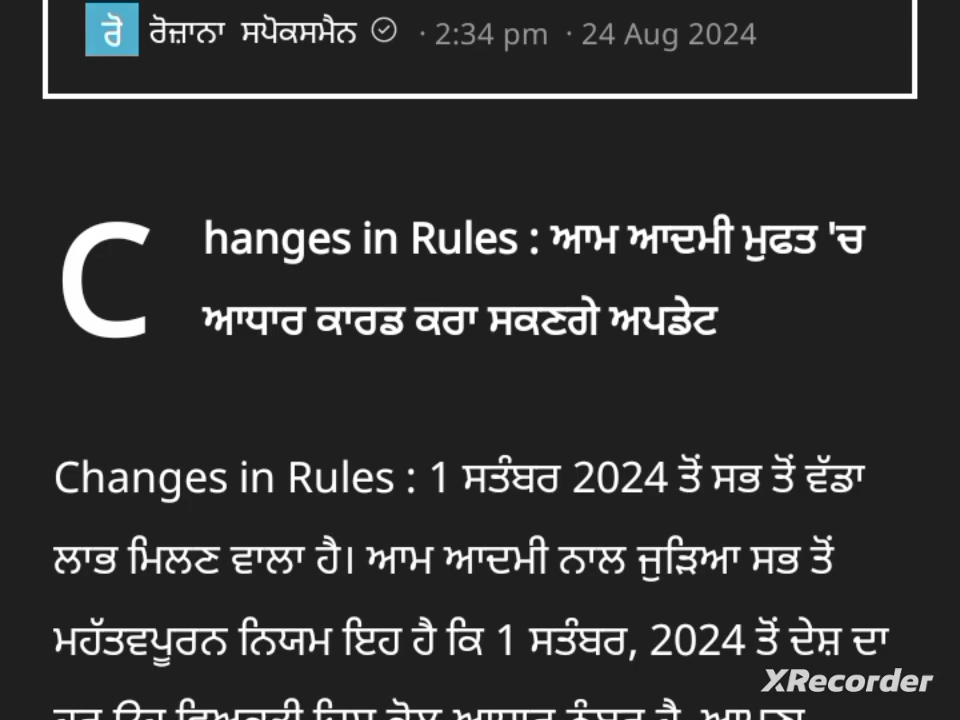 ਰੋ ਰੋਜ਼ਾਨਾ ਸਪੋਕਸਮੈਨ · 2:34 pm · 24 Aug 2024
Changes in Rules : ਆਮ ਆਦਮੀ ਮੁਫਤ 'ਚ
ਆਧਾਰ ਕਾਰਡ ਕਰਾ ਸਕਣਗੇ ਅਪਡੇਟ
Changes in Rules : 1 ਸਤੰਬਰ 2024 ਤੋਂ ਸਭ ਤੋਂ ਵੱਡਾ
ਲਾਭ ਮਿਲਣ ਵਾਲਾ ਹੈ। ਆਮ ਆਦਮੀ ਨਾਲ ਜੁੜਿਆ ਸਭ ਤੋਂ
ਮਹੱਤਵਪੂਰਨ ਨਿਯਮ ਇਹ ਹੈ ਕਿ 1 ਸਤੰਬਰ, 2024 ਤੋਂ ਦੇਸ਼ ਦਾ
XRecorder